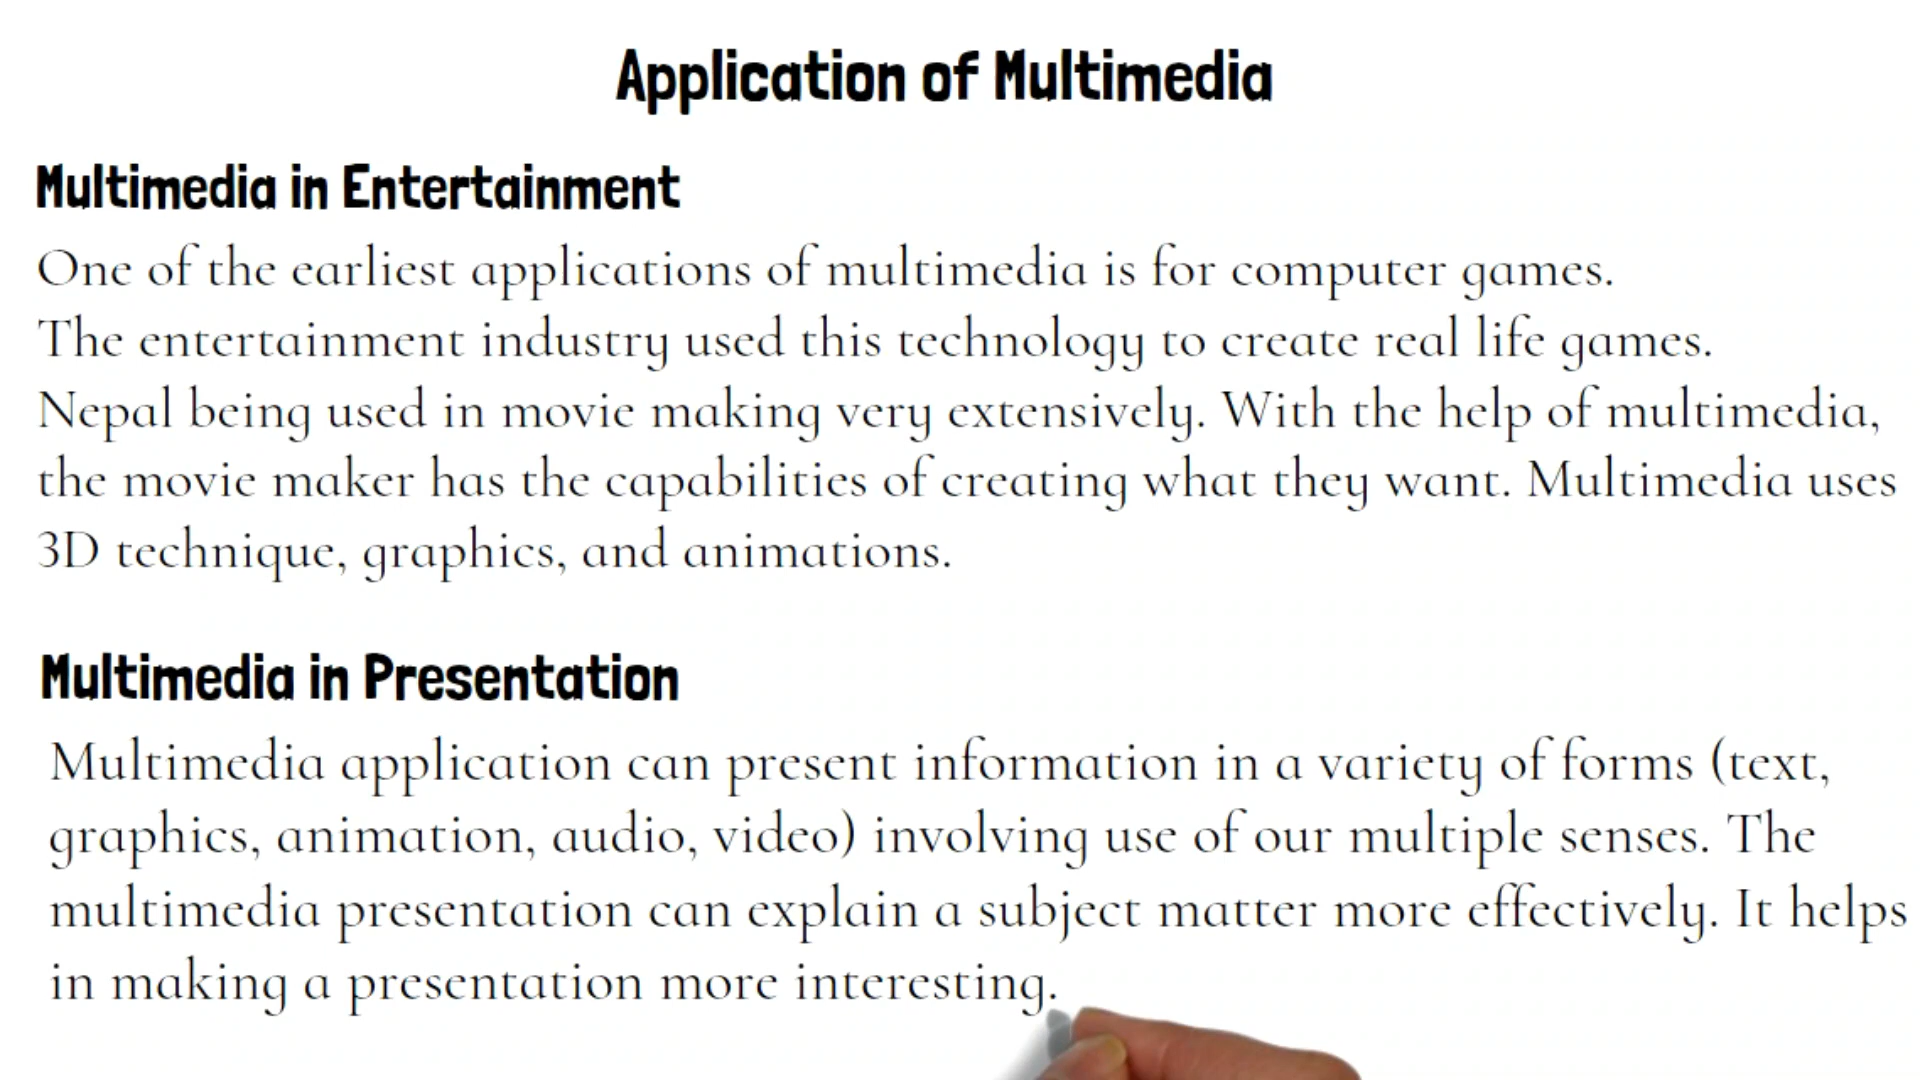 Application of Multimedia
Multimedia in Entertainment
One of the earliest applications of multimedia is for computer games.
The entertainment industry used this technology to create real life games.
Nepal being used in movie making very extensively. With the help of multimedia,
the movie maker has the capabilities of creating what they want. Multimedia uses
3D technique, graphics, and animations.
Multimedia in Presentation
Multimedia application can present information in a variety of forms (text,
graphics, animation, audio, video) involving use of our multiple senses. The
multimedia presentation can explain a subject matter more effectively. It helps
in making a presentation more interesting.